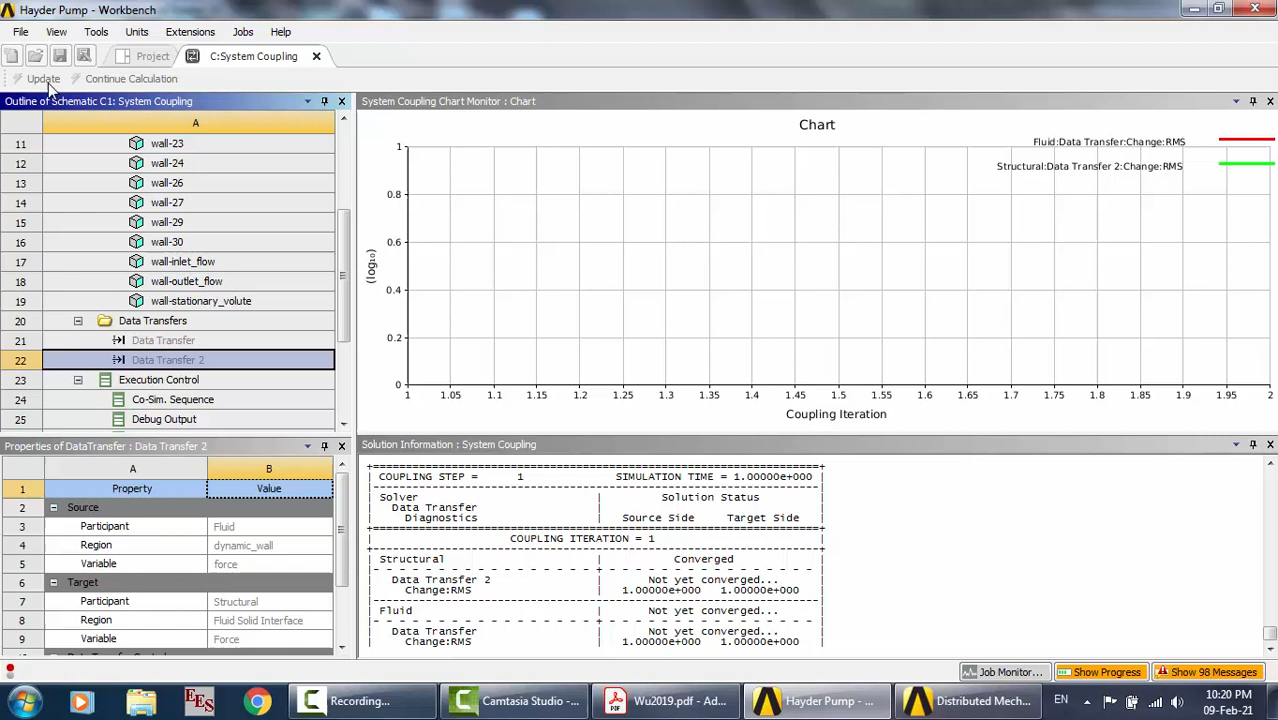 Hayder Pump - Workbench
File View Tools Units Extensions Jobs Help
Project C:System Coupling
Update Continue Calculation
Outline of Schematic C1: System Coupling
A
11 wall-23
12 wall-24
13 wall-26
14 wall-27
15 wall-29
16 wall-30
17 wall-inlet_flow
18 wall-outlet_flow
19 wall-stationary_volute
20 Data Transfers
21 Data Transfer
22 Data Transfer 2
23 Execution Control
24 Co-Sim. Sequence
25 Debug Output
Properties of DataTransfer : Data Transfer 2
A B
1 Property Value
2 Source
3 Participant Fluid
4 Region dynamic_wall
5 Variable force
6 Target
7 Participant Structural
8 Region Fluid Solid Interface
9 Variable Force
System Coupling Chart Monitor : Chart
Chart
Fluid:Data Transfer:Change:RMS
Structural:Data Transfer 2:Change:RMS
1
0.8
0.6
(log₁₀)
0.4
0.2
0
1 1.05 1.1 1.15 1.2 1.25 1.3 1.35 1.4 1.45 1.5 1.55 1.6 1.65 1.7 1.75 1.8 1.85 1.9 1.95 2
Coupling Iteration
Solution Information : System Coupling
COUPLING STEP = 1 SIMULATION TIME = 1.00000e+000
Solver Solution Status
Data Transfer
Diagnostics Source Side Target Side
COUPLING ITERATION = 1
Structural Converged
Data Transfer 2 Not yet converged...
Change:RMS 1.00000e+000 1.00000e+000
Fluid Not yet converged...
Data Transfer Not yet converged...
Change:RMS 1.00000e+000 1.00000e+000
Job Monitor... Show Progress Show 98 Messages
Recording... Camtasia Studio - ... Wu2019.pdf - Ad... Hayder Pump - ... Distributed Mech...
EES
PDF
EN
10:20 PM
09-Feb-21